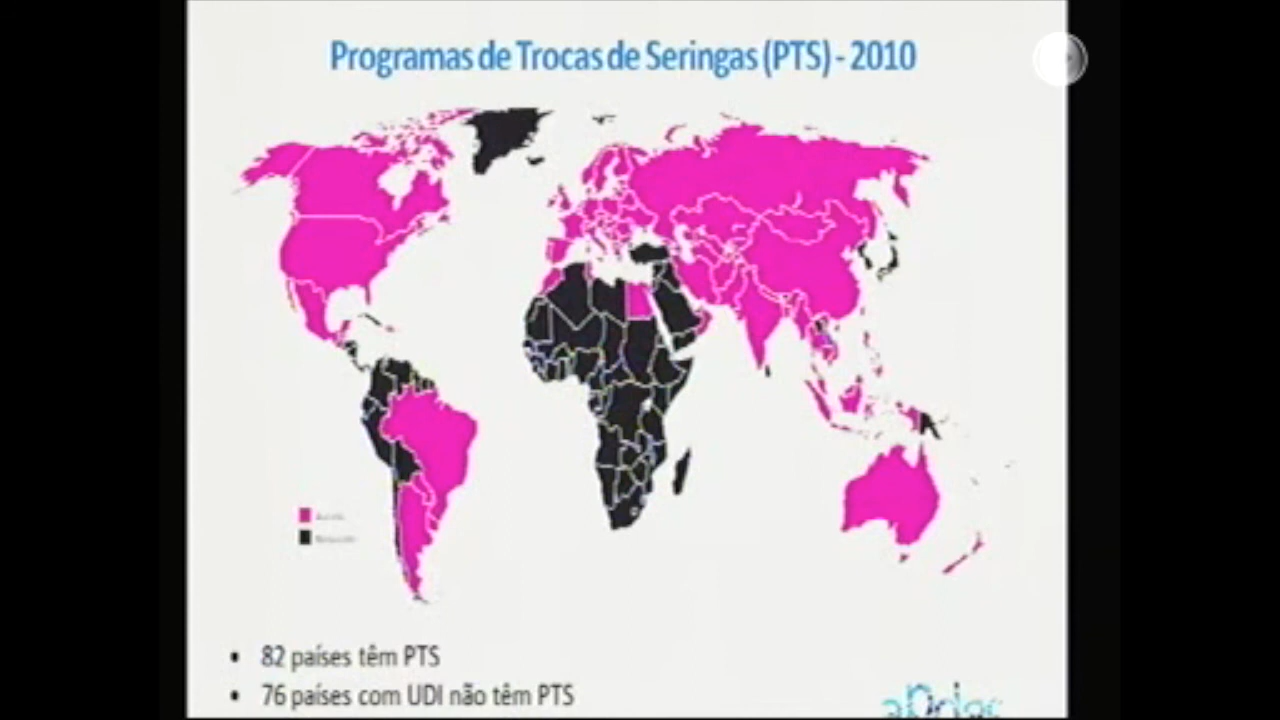 Programas de Trocas de Seringas (PTS) - 2010
• 82 países têm PTS
• 76 países com UDI não têm PTS